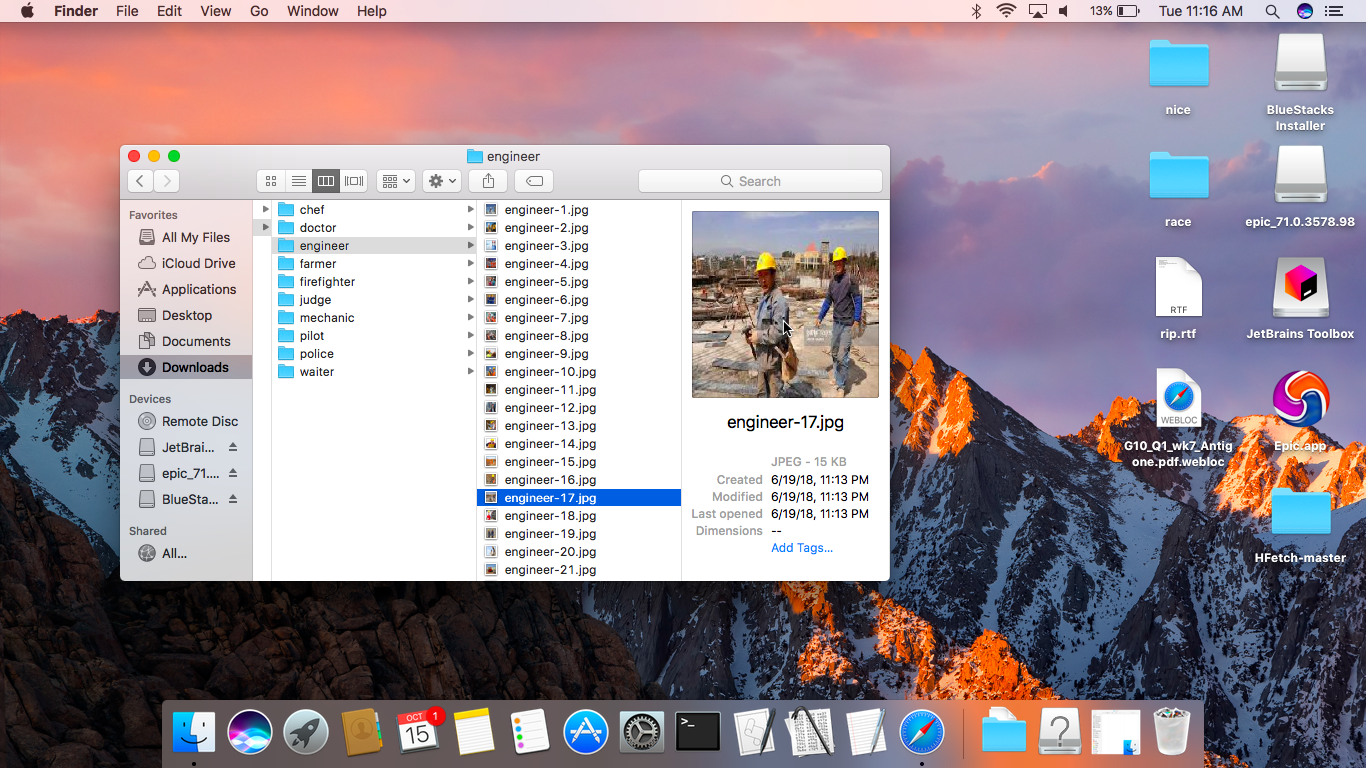 Finder File Edit View Go Window Help 13% Tue 11:16 AM
nice
BlueStacks
Installer
race
epic_71.0.3578.98
RTF
rip.rtf
JetBrains Toolbox
WEBLOC
G10_Q1_wk7_Antig
one.pdf.webloc
Epic.app
HFetch-master
engineer
Search
Favorites
All My Files
iCloud Drive
Applications
Desktop
Documents
Downloads
Devices
Remote Disc
JetBrai...
epic_71....
BlueSta...
Shared
All...
chef
doctor
engineer
farmer
firefighter
judge
mechanic
pilot
police
waiter
engineer-1.jpg
engineer-2.jpg
engineer-3.jpg
engineer-4.jpg
engineer-5.jpg
engineer-6.jpg
engineer-7.jpg
engineer-8.jpg
engineer-9.jpg
engineer-10.jpg
engineer-11.jpg
engineer-12.jpg
engineer-13.jpg
engineer-14.jpg
engineer-15.jpg
engineer-16.jpg
engineer-17.jpg
engineer-18.jpg
engineer-19.jpg
engineer-20.jpg
engineer-21.jpg
engineer-17.jpg
JPEG - 15 KB
Created 6/19/18, 11:13 PM
Modified 6/19/18, 11:13 PM
Last opened 6/19/18, 11:13 PM
Dimensions --
Add Tags...
OCT
1
15
>_
?